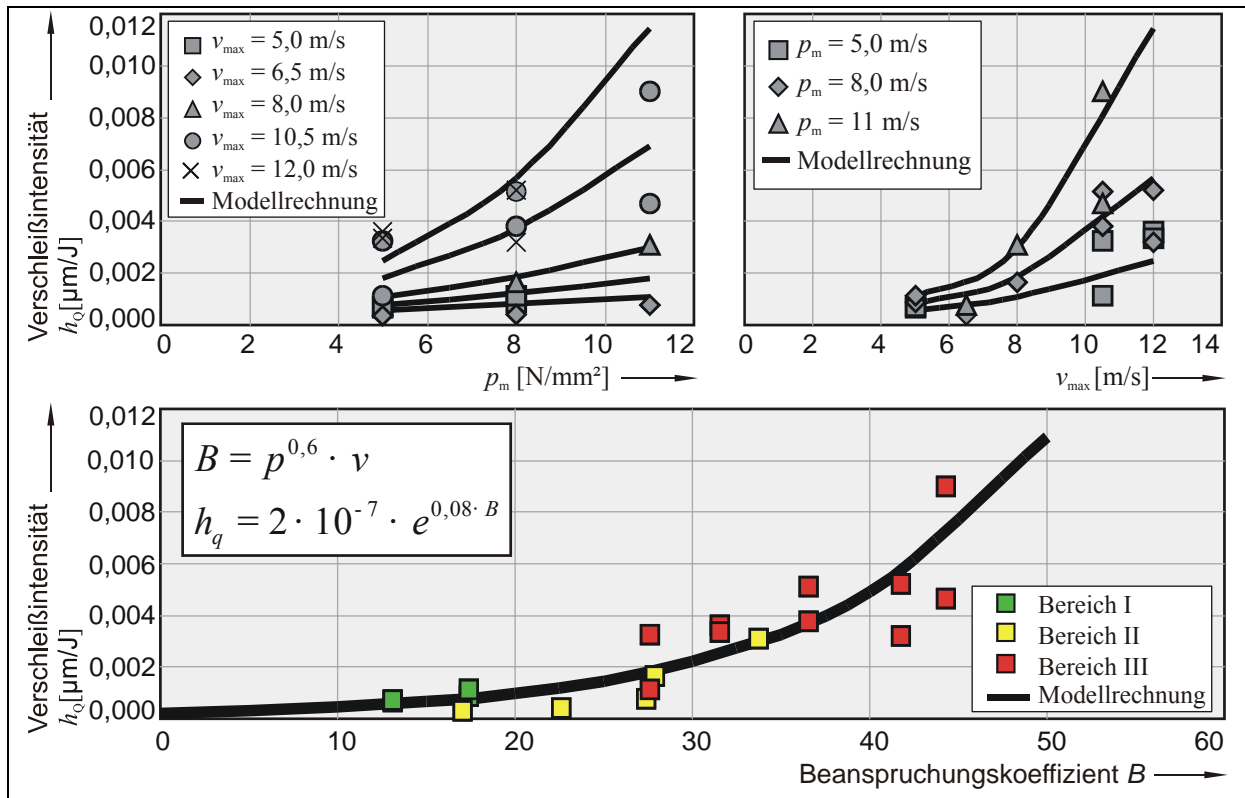 Verschleißintensität
h_Q [µm/J]
0,012
0,010
0,008
0,006
0,004
0,002
0,000
v_max = 5,0 m/s
v_max = 6,5 m/s
v_max = 8,0 m/s
v_max = 10,5 m/s
v_max = 12,0 m/s
Modellrechnung
0 2 4 6 8 10 12
p_m [N/mm²]
p_m = 5,0 m/s
p_m = 8,0 m/s
p_m = 11 m/s
Modellrechnung
0 2 4 6 8 10 12 14
v_max [m/s]
Verschleißintensität
h_Q [µm/J]
0,012
0,010
0,008
0,006
0,004
0,002
0,000
B = p^0,6 · v
h_q = 2 · 10^-7 · e^0,08· B
Bereich I
Bereich II
Bereich III
Modellrechnung
0 10 20 30 40 50 60
Beanspruchungskoeffizient B